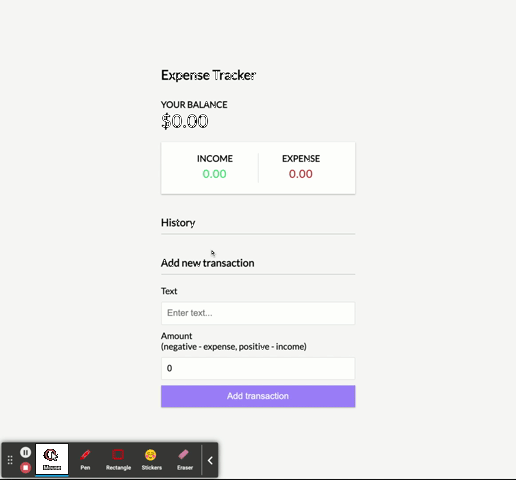 Expense Tracker
YOUR BALANCE
$0.00
INCOME EXPENSE
0.00 0.00
History
Add new transaction
Text
Enter text...
Amount
(negative - expense, positive - income)
0
Add transaction
Mouse Pen Rectangle Stickers Eraser